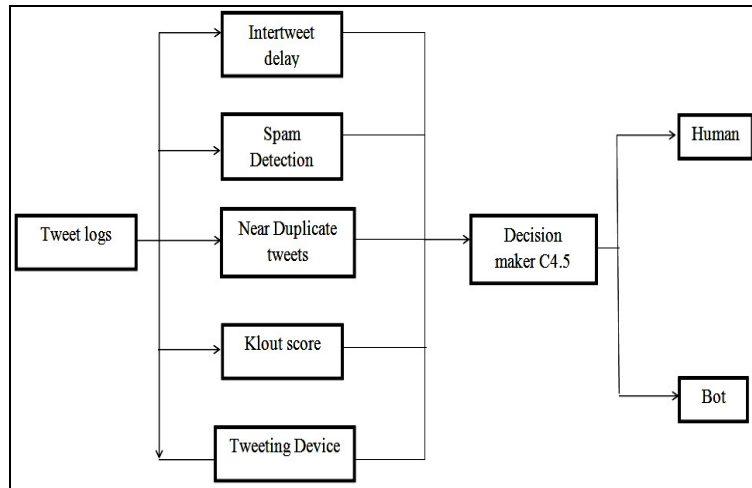 Intertweet
delay
Spam
Detection
Tweet logs
Near Duplicate
tweets
Klout score
Tweeting Device
Decision
maker C4.5
Human
Bot